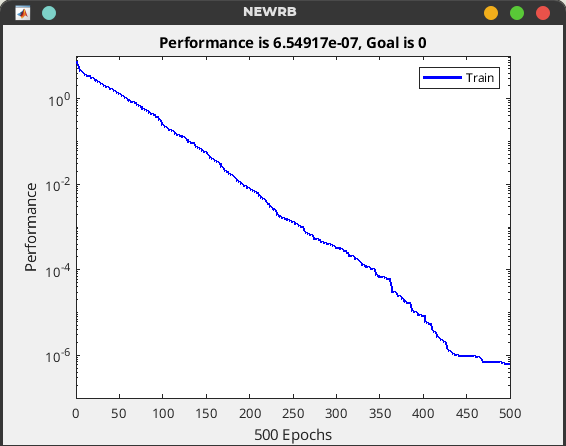 NEWRB
Performance is 6.54917e-07, Goal is 0
Train
10^0
10^-2
10^-4
10^-6
Performance
0 50 100 150 200 250 300 350 400 450 500
500 Epochs